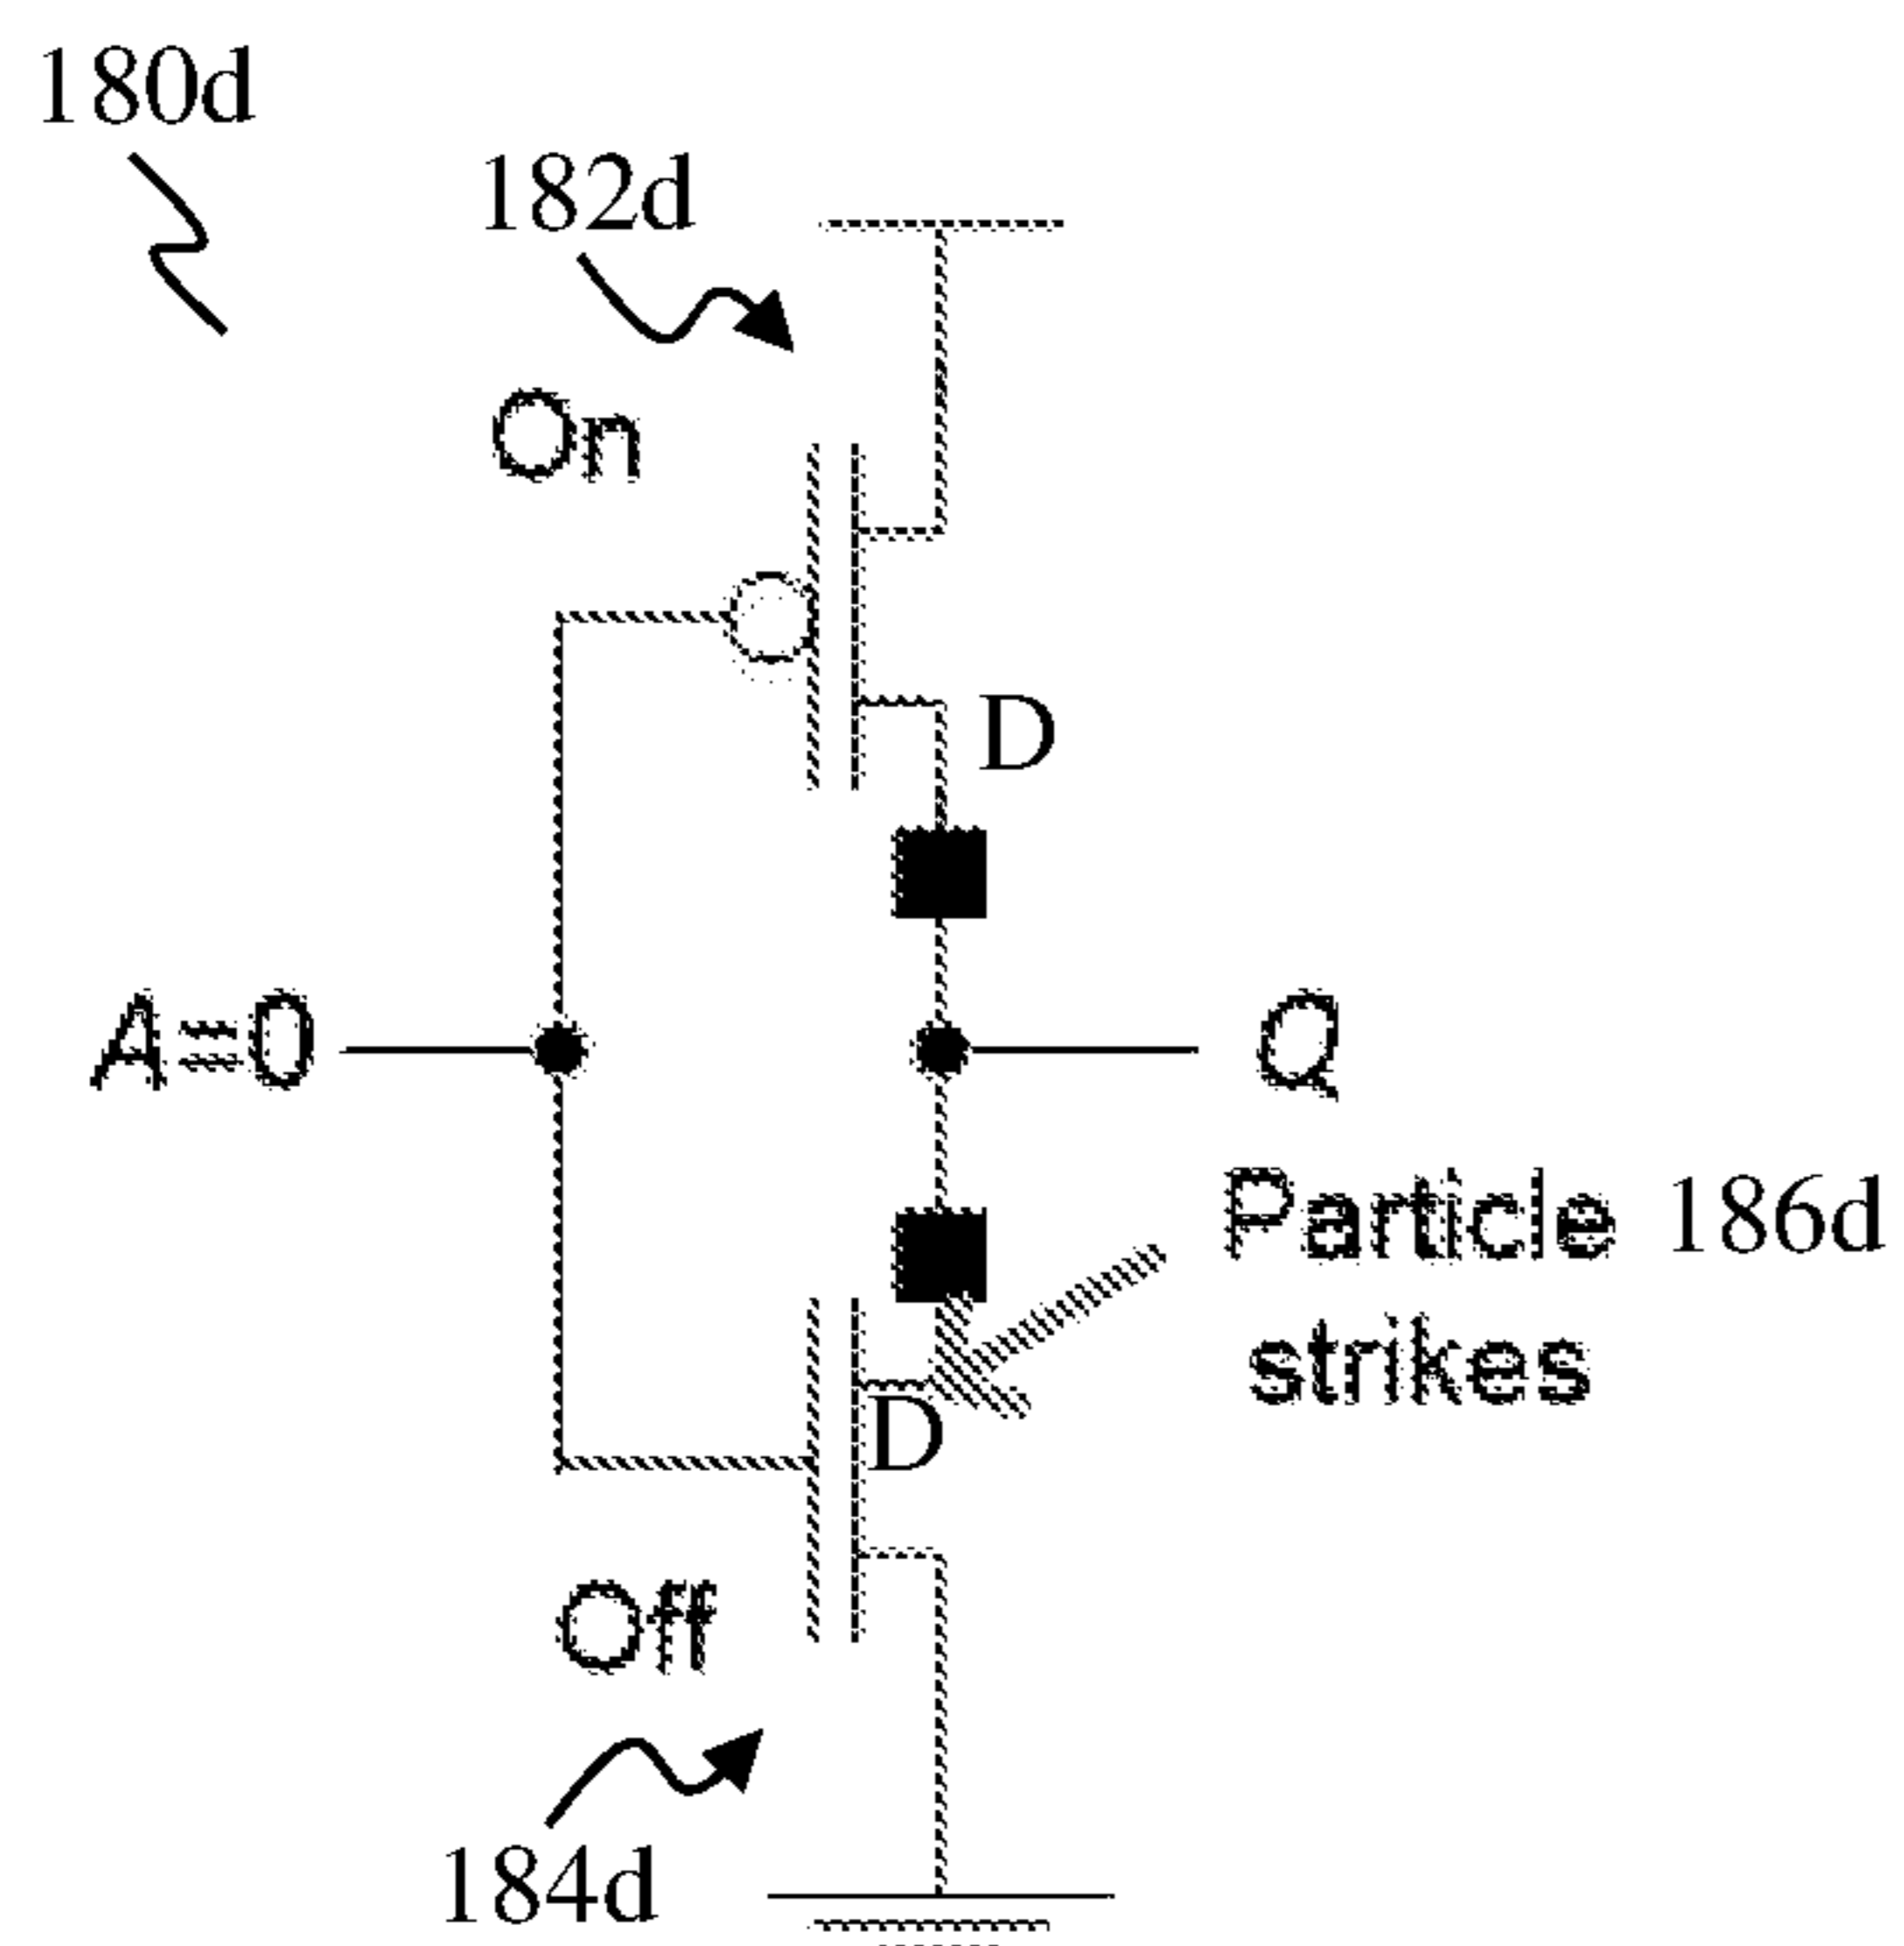 180d
182d
On
D
A=0
Q
Particle 186d
strikes
D
Off
184d